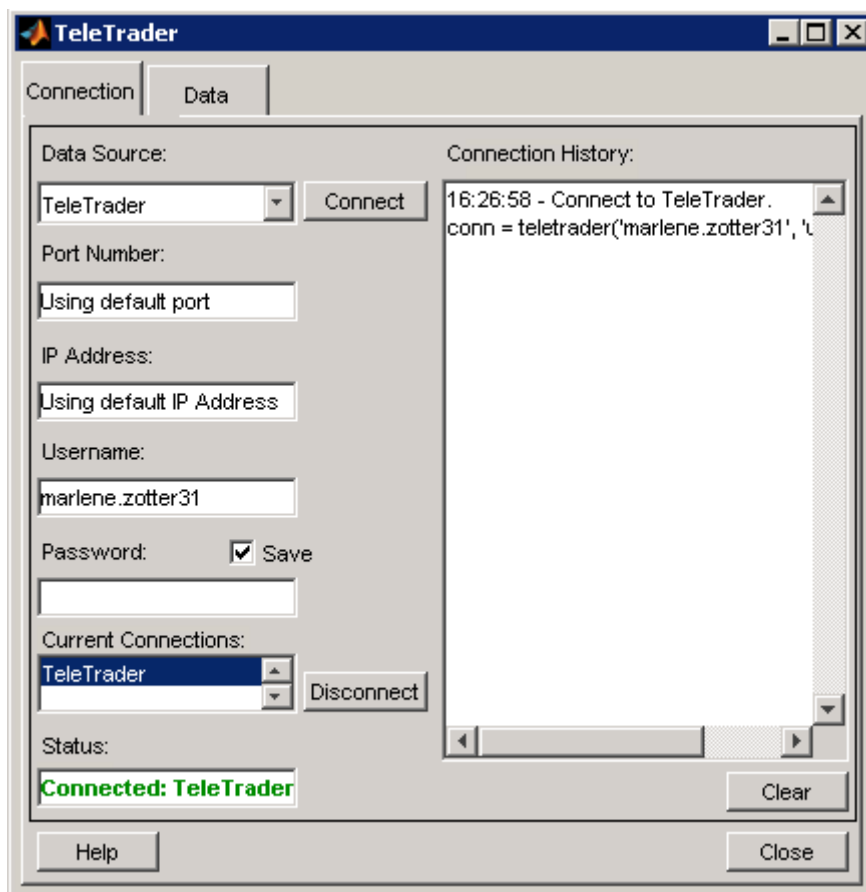 TeleTrader
Connection
Data
Data Source:
TeleTrader
Connect
Port Number:
Using default port
IP Address:
Using default IP Address
Username:
marlene.zotter31
Password:
Save
Current Connections:
TeleTrader
Disconnect
Status:
Connected: TeleTrader
Connection History:
16:26:58 - Connect to TeleTrader.
conn = teletrader('marlene.zotter31', 'u
Clear
Help
Close